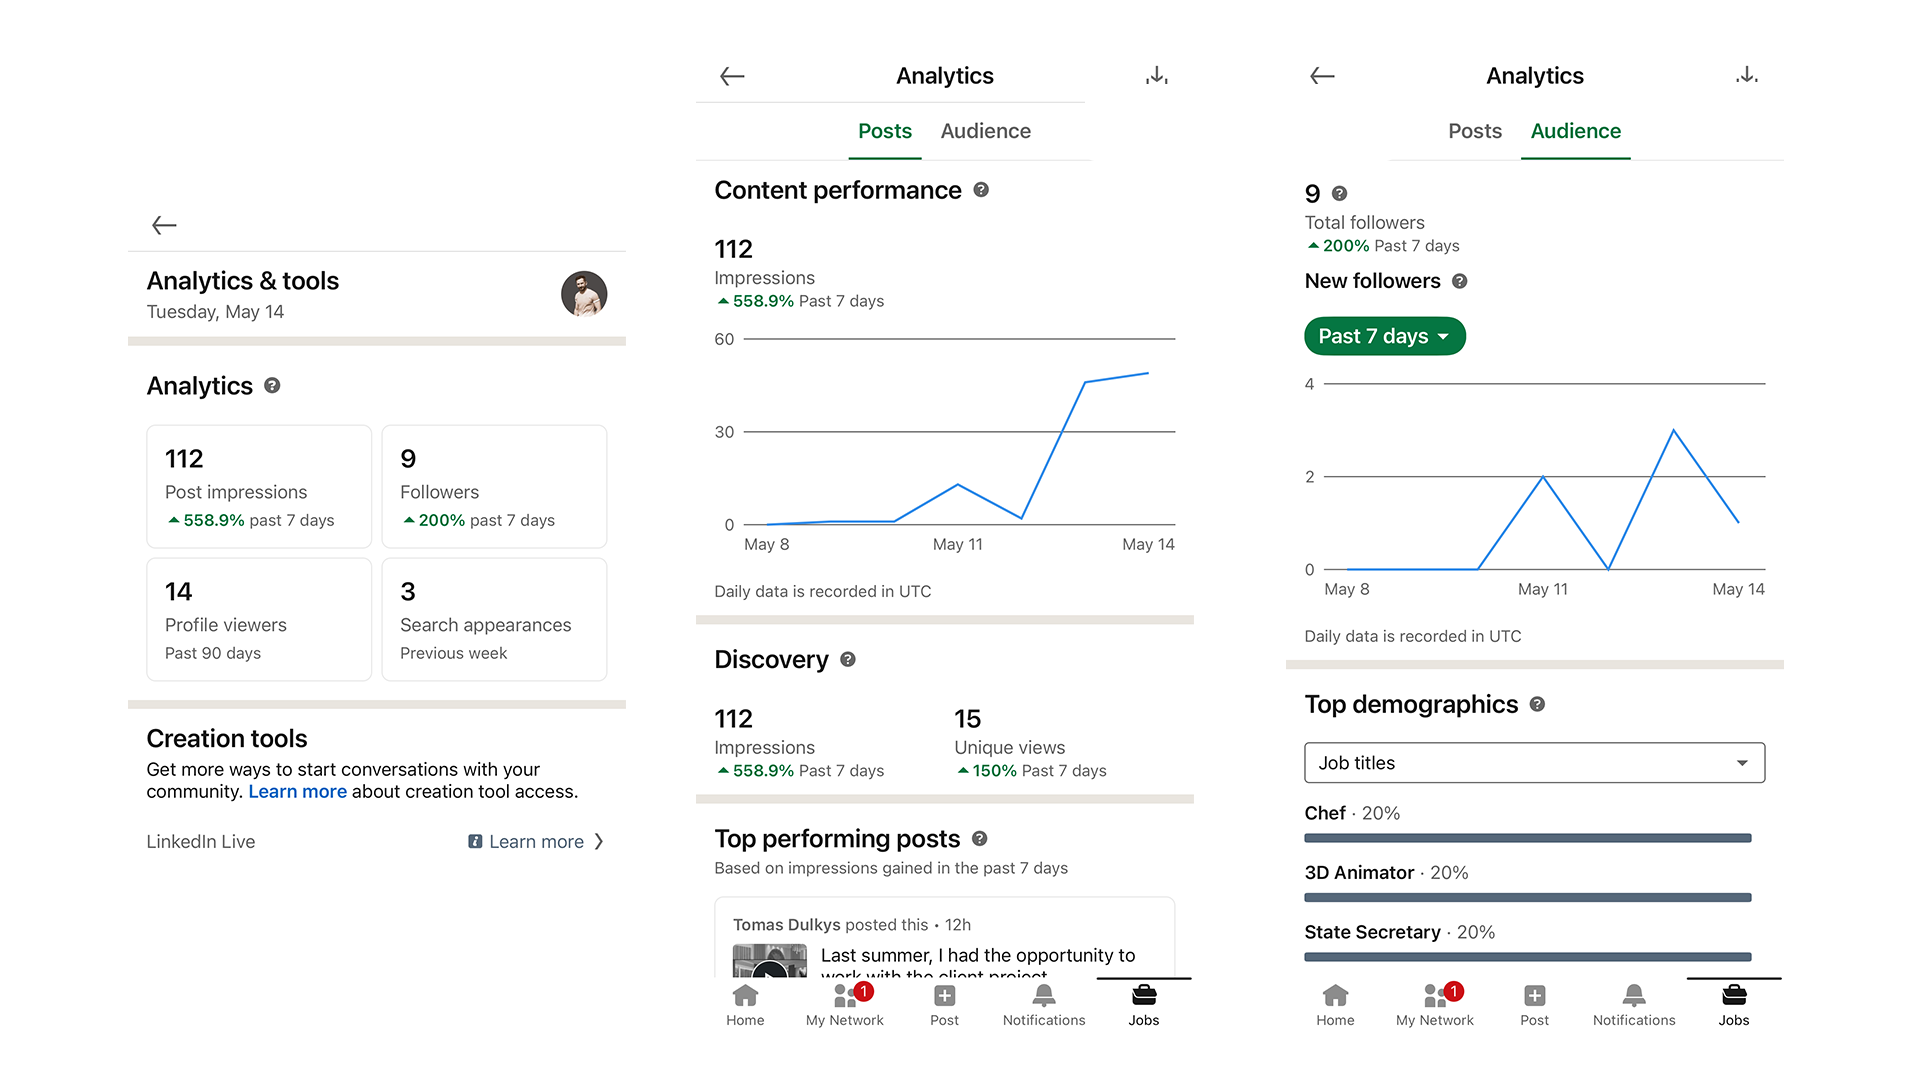 Analytics & tools
Tuesday, May 14
Analytics
112
Post impressions
558.9% past 7 days
9
Followers
200% past 7 days
14
Profile viewers
Past 90 days
3
Search appearances
Previous week
Creation tools
Get more ways to start conversations with your
community. Learn more about creation tool access.
LinkedIn Live
Learn more
Analytics
Posts Audience
Content performance
112
Impressions
558.9% Past 7 days
60
30
0
May 8 May 11 May 14
Daily data is recorded in UTC
Discovery
112
Impressions
558.9% Past 7 days
15
Unique views
150% Past 7 days
Top performing posts
Based on impressions gained in the past 7 days
Tomas Dulkys posted this • 12h
Last summer, I had the opportunity to
work with the client project
1
Home My Network Post Notifications Jobs
Analytics
Posts Audience
9
Total followers
200% Past 7 days
New followers
Past 7 days
4
2
0
May 8 May 11 May 14
Daily data is recorded in UTC
Top demographics
Job titles
Chef · 20%
3D Animator · 20%
State Secretary · 20%
1
Home My Network Post Notifications Jobs